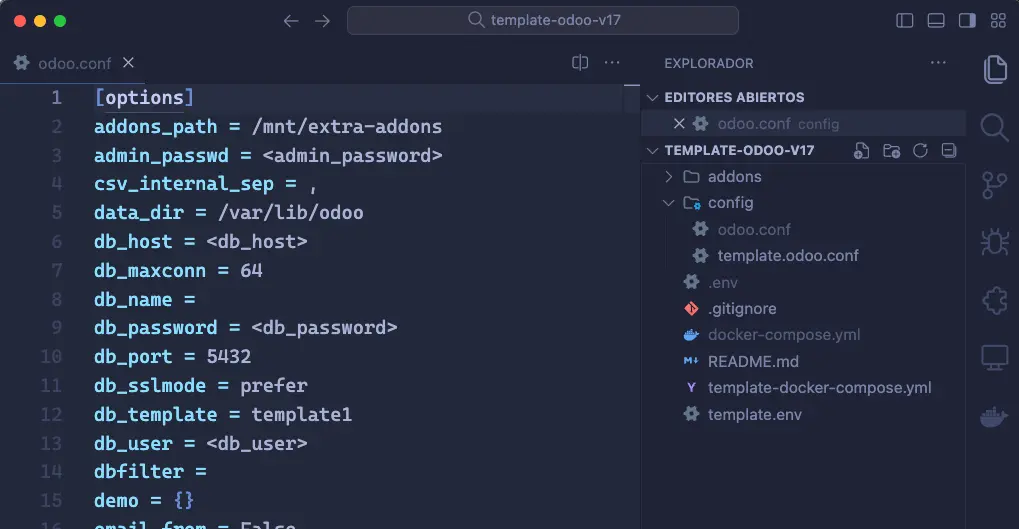 template-odoo-v17
odoo.conf
1 [options]
2 addons_path = /mnt/extra-addons
3 admin_passwd = <admin_password>
4 csv_internal_sep = ,
5 data_dir = /var/lib/odoo
6 db_host = <db_host>
7 db_maxconn = 64
8 db_name =
9 db_password = <db_password>
10 db_port = 5432
11 db_sslmode = prefer
12 db_template = template1
13 db_user = <db_user>
14 dbfilter =
15 demo = {}
16 email_from = False
EXPLORADOR
EDITORES ABIERTOS
odoo.conf config
TEMPLATE-ODOO-V17
addons
config
odoo.conf
template.odoo.conf
.env
.gitignore
docker-compose.yml
README.md
template-docker-compose.yml
template.env